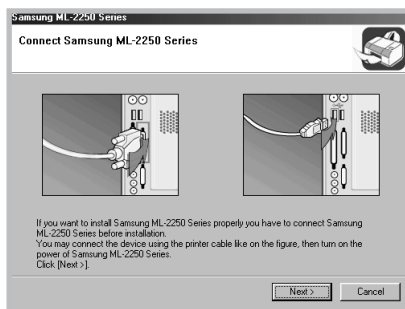 Samsung ML-2250 Series
Connect Samsung ML-2250 Series
If you want to install Samsung ML-2250 Series properly you have to connect Samsung
ML-2250 Series before installation.
You may connect the device using the printer cable like on the figure, then turn on the
power of Samsung ML-2250 Series.
Click [Next >].
Next >
Cancel